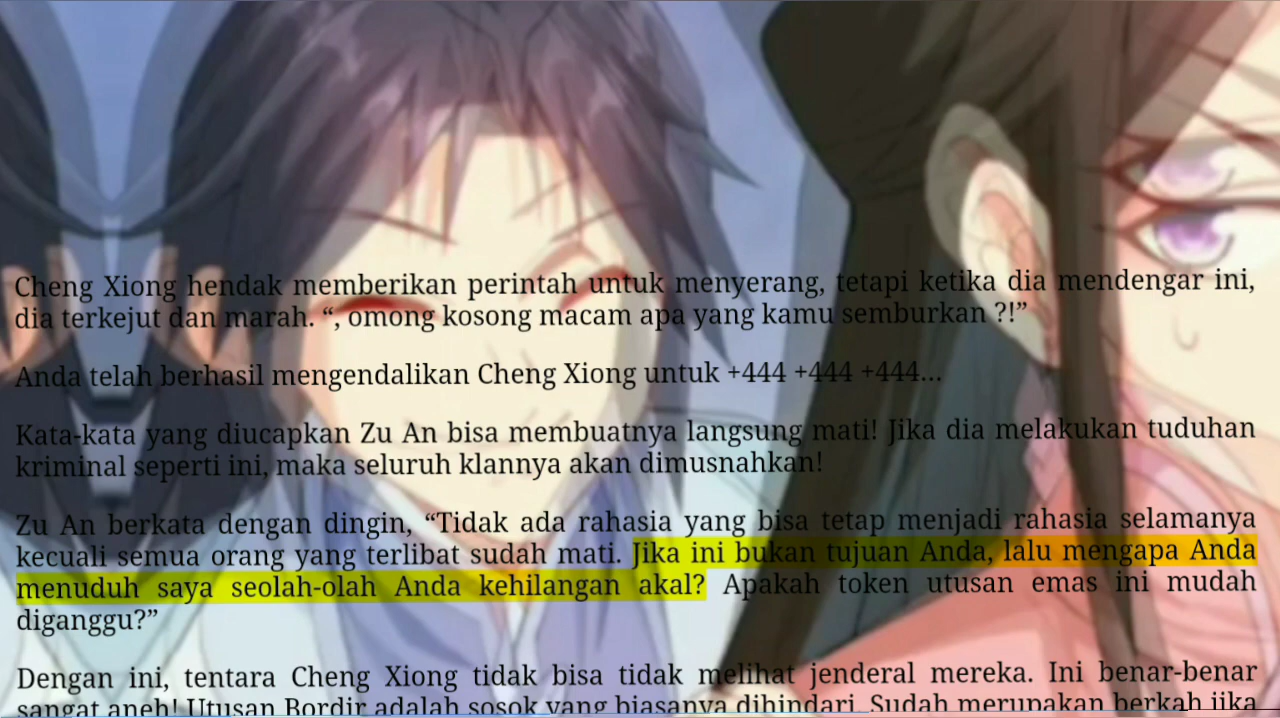 Cheng Xiong hendak memberikan perintah untuk menyerang, tetapi ketika dia mendengar ini,
dia terkejut dan marah. “, omong kosong macam apa yang kamu semburkan ?!”
Anda telah berhasil mengendalikan Cheng Xiong untuk +444 +444 +444…
Kata-kata yang diucapkan Zu An bisa membuatnya langsung mati! Jika dia melakukan tuduhan
kriminal seperti ini, maka seluruh klannya akan dimusnahkan!
Zu An berkata dengan dingin, “Tidak ada rahasia yang bisa tetap menjadi rahasia selamanya
kecuali semua orang yang terlibat sudah mati. Jika ini bukan tujuan Anda, lalu mengapa Anda
menuduh saya seolah-olah Anda kehilangan akal? Apakah token utusan emas ini mudah
diganggu?”
Dengan ini, tentara Cheng Xiong tidak bisa tidak melihat jenderal mereka. Ini benar-benar
sangat aneh! Utusan Bordir adalah sosok yang biasanya dihindari. Sudah merupakan berkah jika